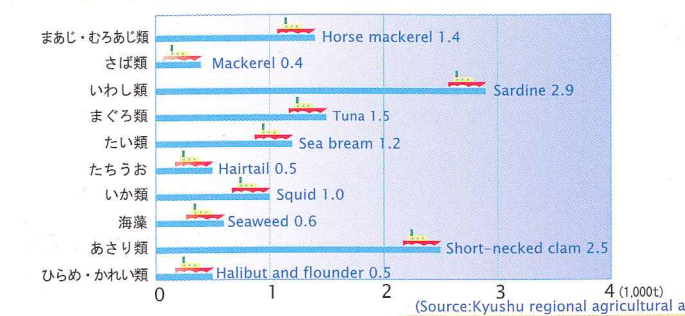 まあじ・むろあじ類 Horse mackerel 1.4
さば類 Mackerel 0.4
いわし類 Sardine 2.9
まぐろ類 Tuna 1.5
たい類 Sea bream 1.2
たちうお Hairtail 0.5
いか類 Squid 1.0
海藻 Seaweed 0.6
あさり類 Short-necked clam 2.5
ひらめ・かれい類 Halibut and flounder 0.5
0 1 2 3 4 (1,000t)
(Source:Kyushu regional agricultural a